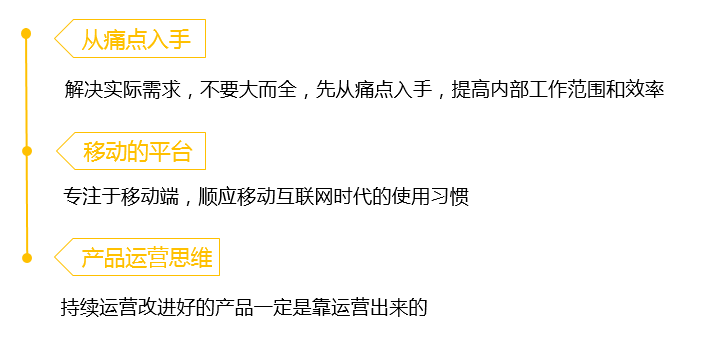 从痛点入手
解决实际需求，不要大而全，先从痛点入手，提高内部工作范围和效率
移动的平台
专注于移动端，顺应移动互联网时代的使用习惯
产品运营思维
持续运营改进好的产品一定是靠运营出来的